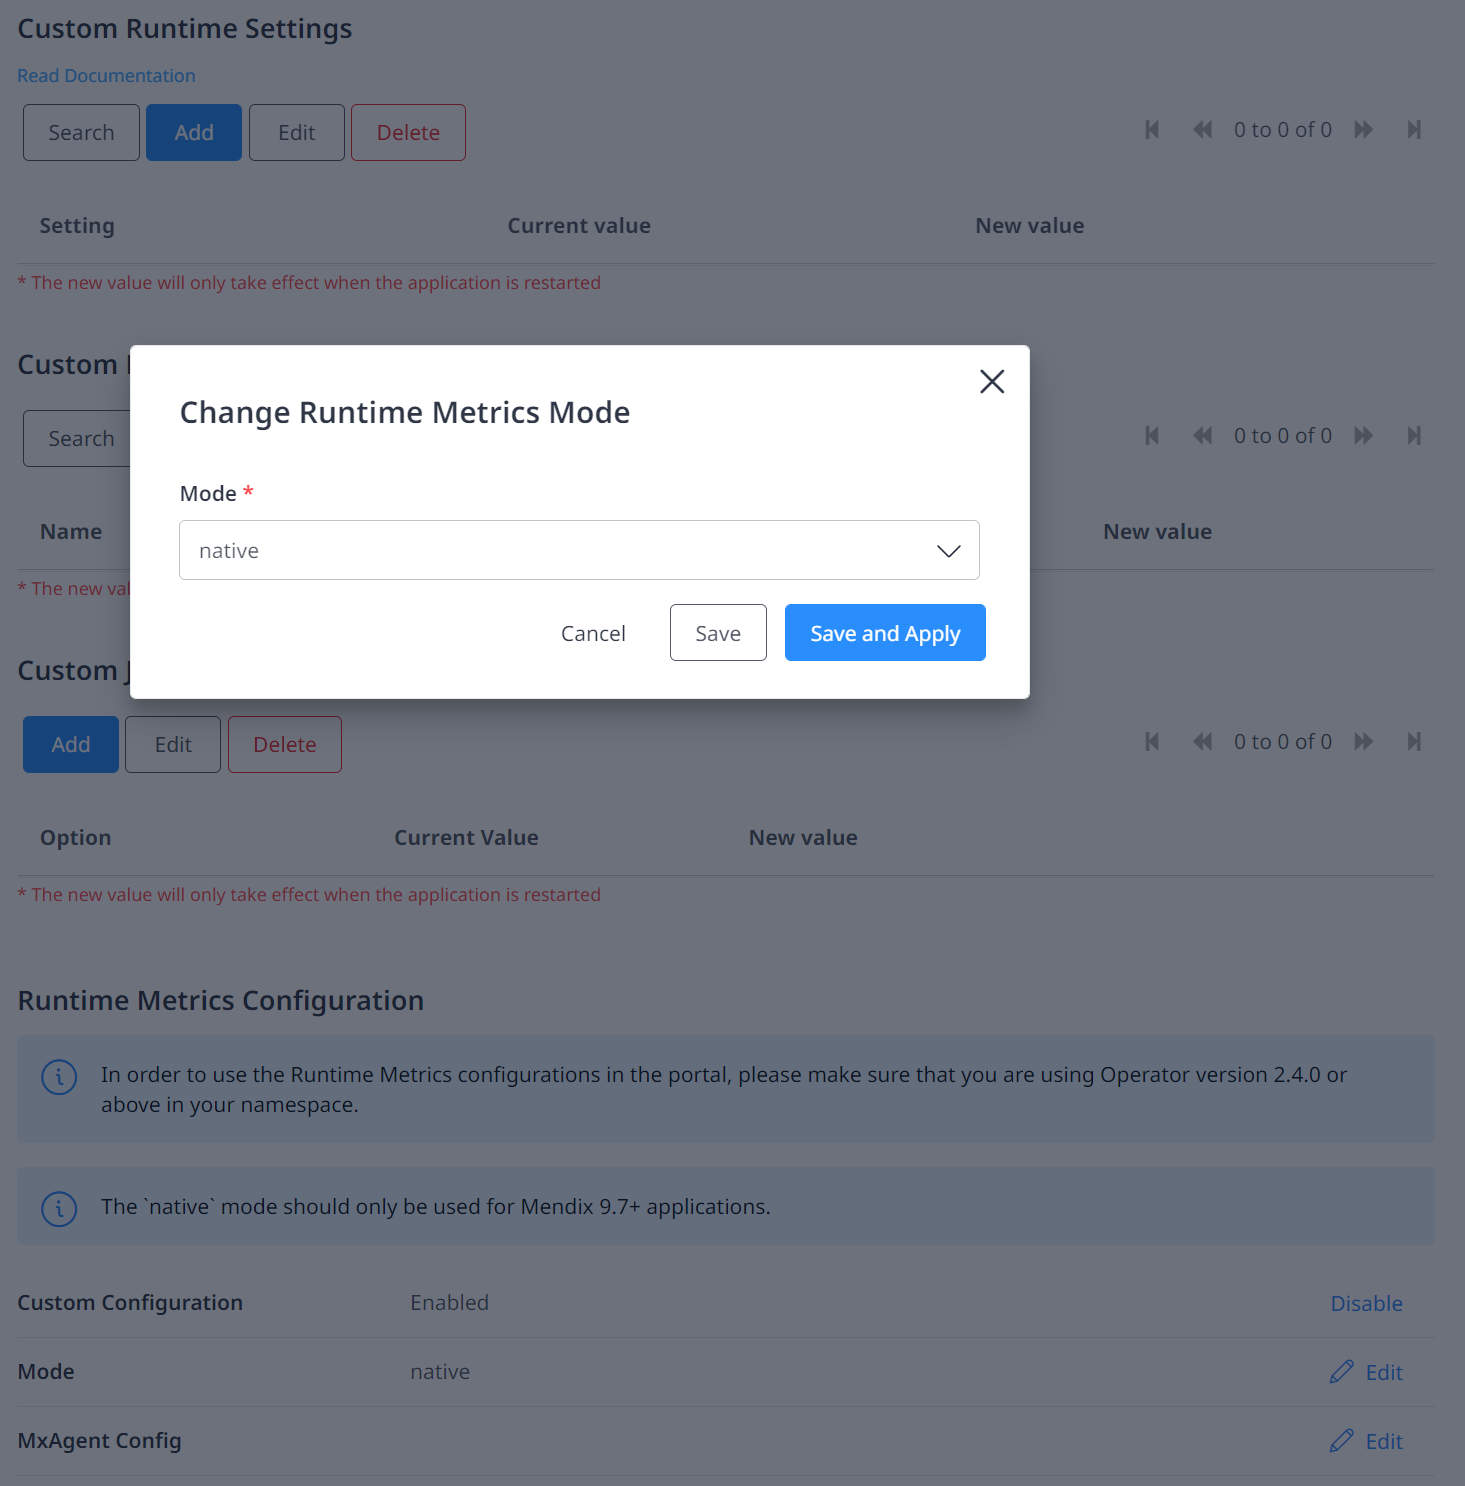 Custom Runtime Settings
Read Documentation
Search Add Edit Delete 0 to 0 of 0
Setting Current value New value
* The new value will only take effect when the application is restarted
Custom
Search 0 to 0 of 0
Name New value
* The new
Change Runtime Metrics Mode
Mode *
native
Cancel Save Save and Apply
Custom
Add Edit Delete 0 to 0 of 0
Option Current Value New value
* The new value will only take effect when the application is restarted
Runtime Metrics Configuration
In order to use the Runtime Metrics configurations in the portal, please make sure that you are using Operator version 2.4.0 or
above in your namespace.
The `native` mode should only be used for Mendix 9.7+ applications.
Custom Configuration Enabled Disable
Mode native Edit
MxAgent Config Edit